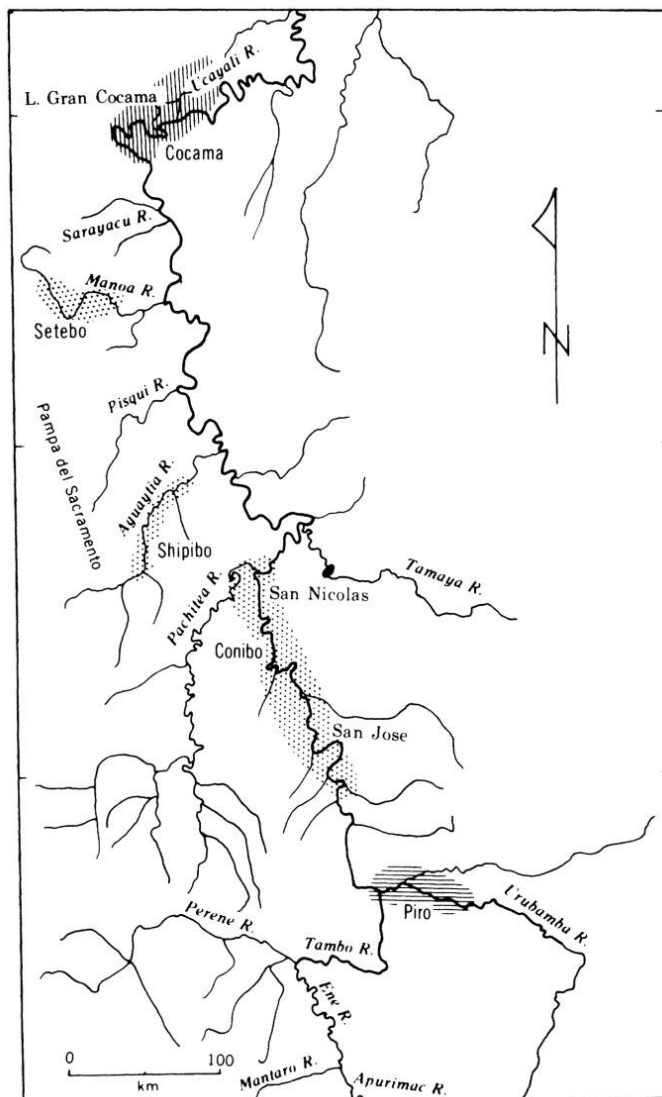 Ucayali R.
L. Gran Cocama
Cocama
Sarayacu R.
Manoa R.
Setebo
Pisqui R.
Pampa del Sacramento
Aguaytia R.
Shipibo
Tamaya R.
San Nicolas
Pachitea R.
Conibo
San Jose
Piro
Urubamba R.
Perene R.
Tambo R.
Ene R.
0 100
km
Mantaro R.
Apurimac R.
N